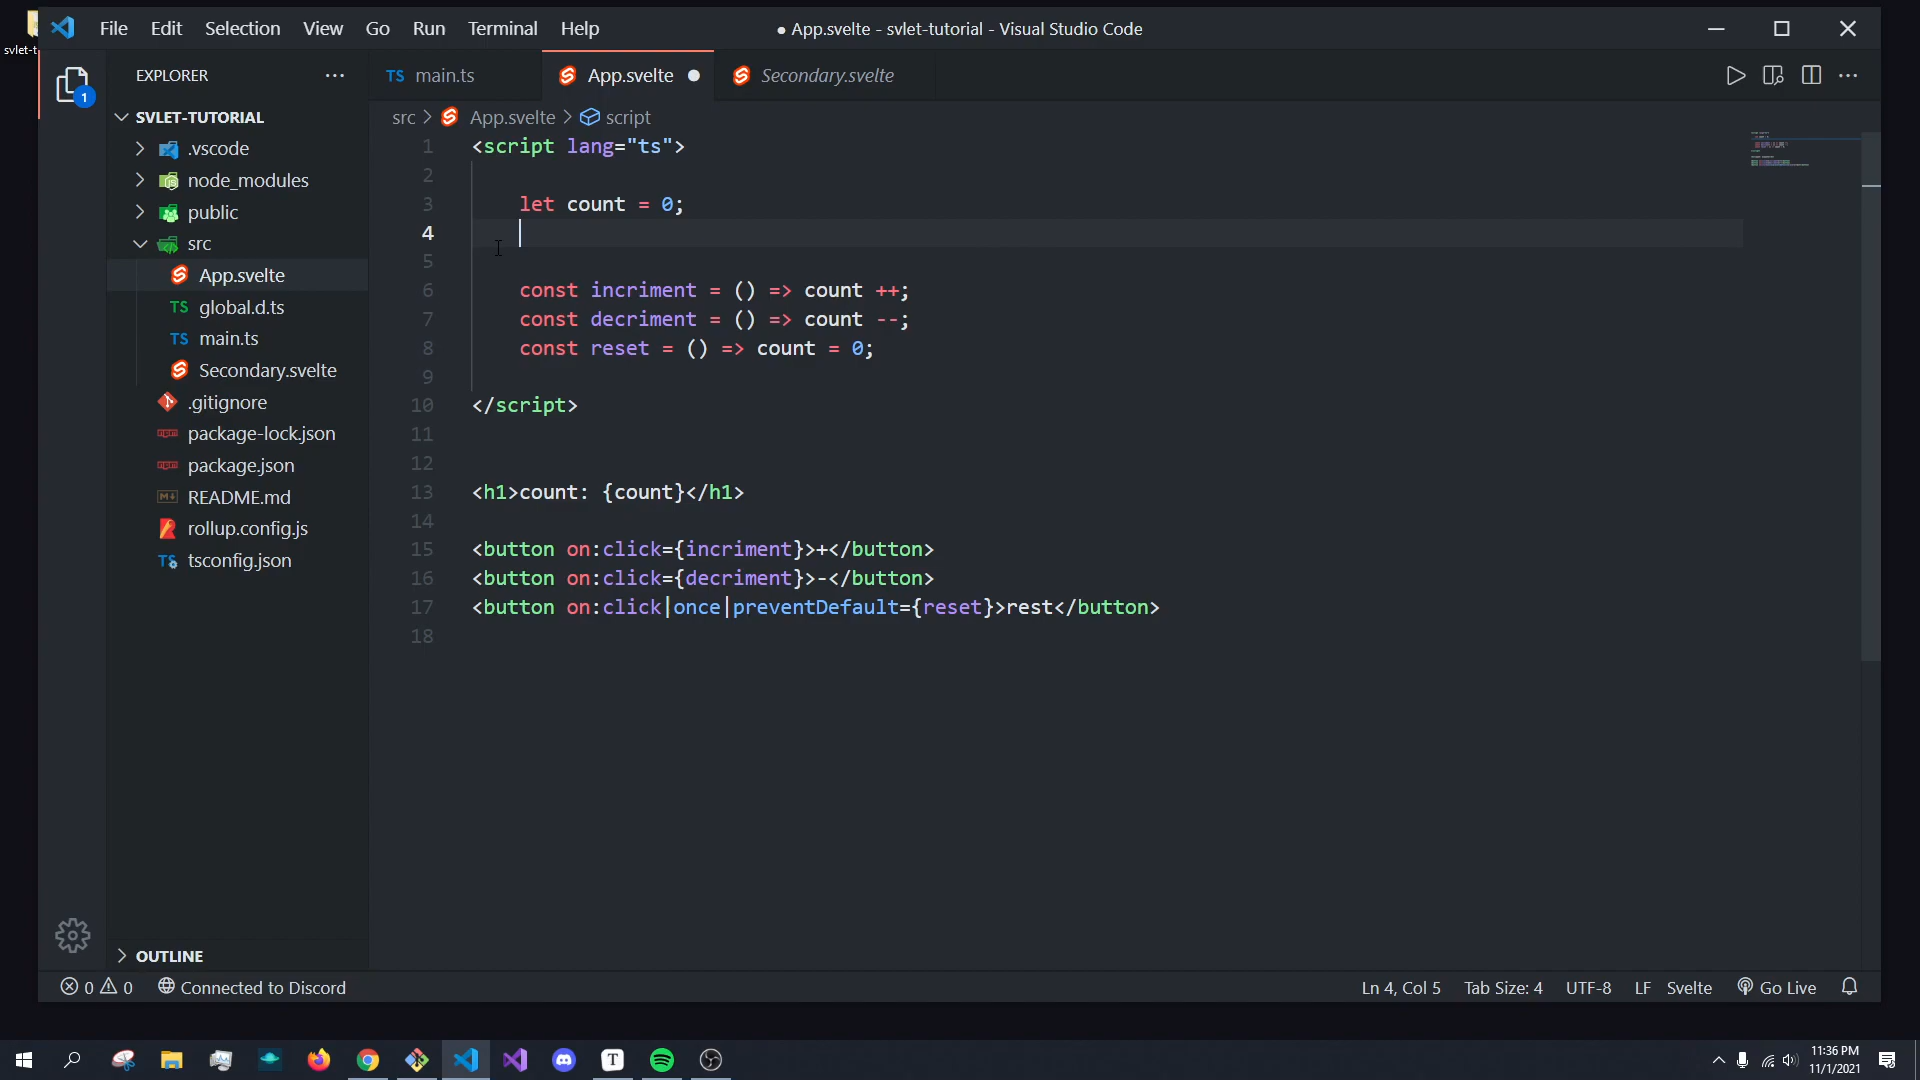 svlet-t
File Edit Selection View Go Run Terminal Help
● App.svelte - svlet-tutorial - Visual Studio Code
1
EXPLORER
SVLET-TUTORIAL
.vscode
node_modules
public
src
App.svelte
TS global.d.ts
TS main.ts
Secondary.svelte
.gitignore
package-lock.json
package.json
README.md
rollup.config.js
TS tsconfig.json
OUTLINE
TS main.ts
App.svelte ●
Secondary.svelte
src > App.svelte > script
1 <script lang="ts">
2
3 let count = 0;
4
5
6 const incriment = () => count ++;
7 const decriment = () => count --;
8 const reset = () => count = 0;
9
10 </script>
11
12
13 <h1>count: {count}</h1>
14
15 <button on:click={incriment}>+</button>
16 <button on:click={decriment}>-</button>
17 <button on:click|once|preventDefault={reset}>rest</button>
18
0 0 Connected to Discord
Ln 4, Col 5 Tab Size: 4 UTF-8 LF Svelte Go Live
T
11:36 PM
11/1/2021